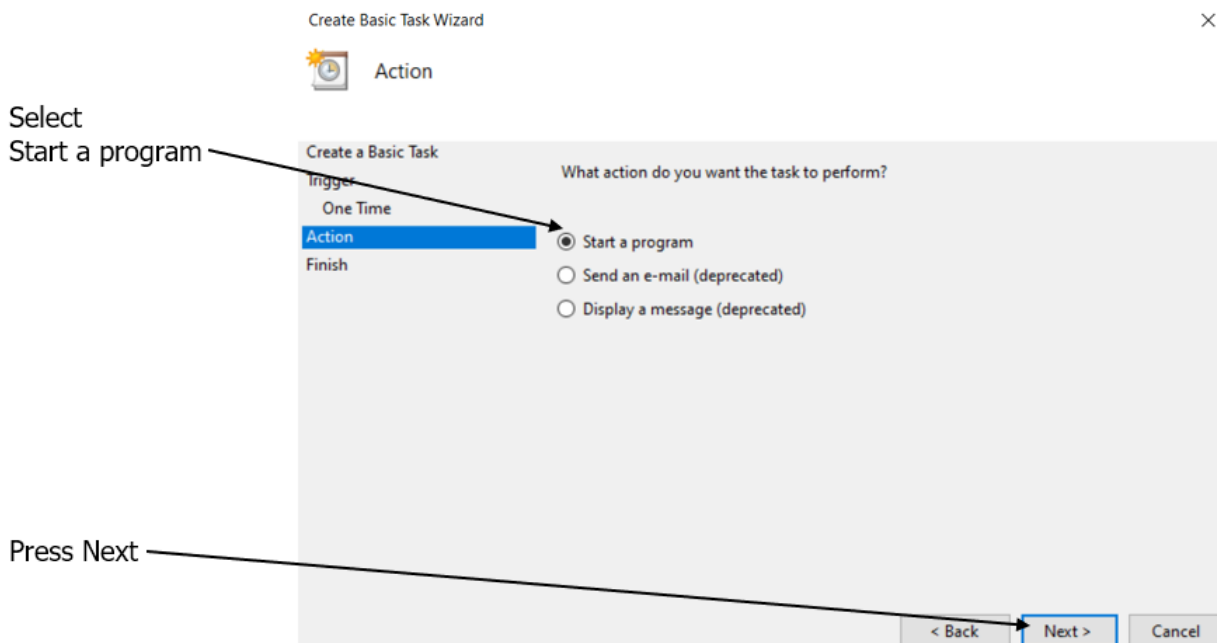 Create Basic Task Wizard
Action
Select
Start a program
Create a Basic Task
Trigger
One Time
Action
Finish
What action do you want the task to perform?
Start a program
Send an e-mail (deprecated)
Display a message (deprecated)
Press Next
< Back
Next >
Cancel